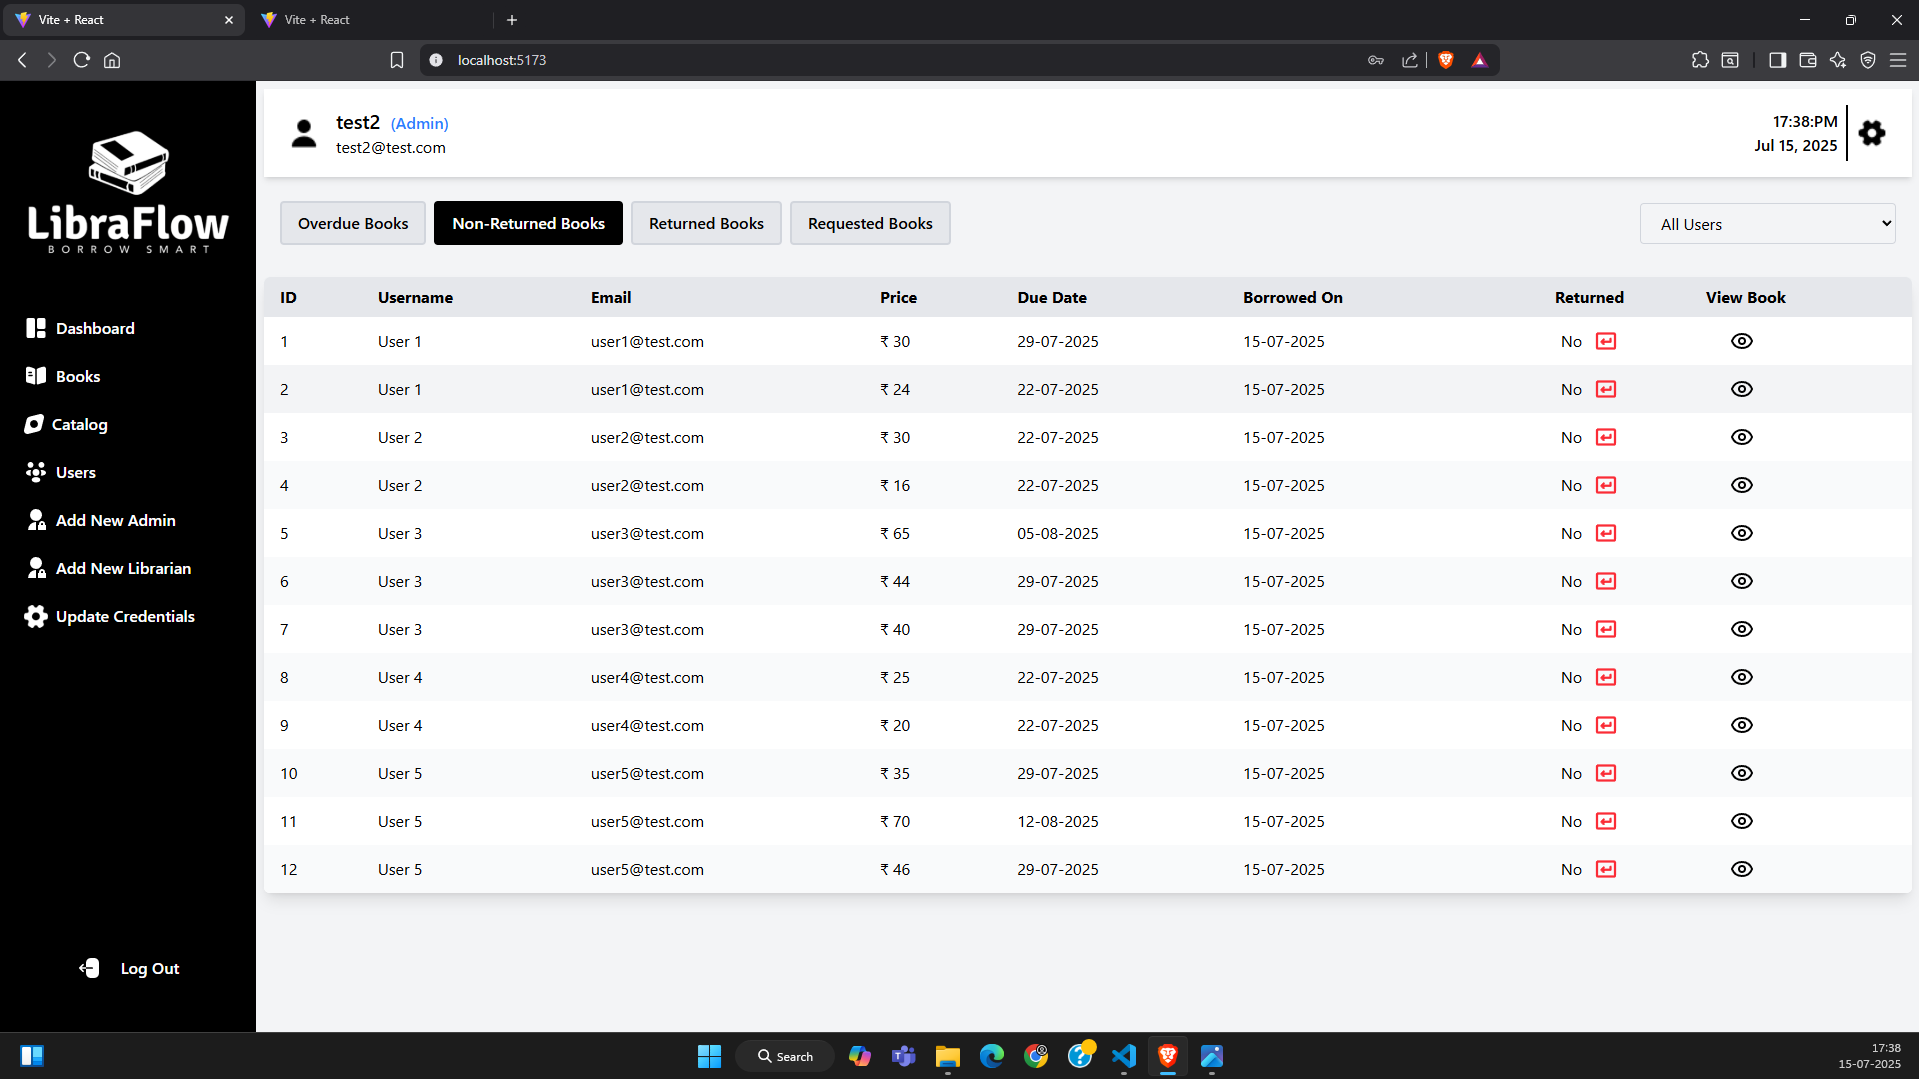 Vite + React
Vite + React
localhost:5173
LibraFlow
BORROW SMART
Dashboard
Books
Catalog
Users
Add New Admin
Add New Librarian
Update Credentials
Log Out
test2 (Admin)
test2@test.com
17:38:PM
Jul 15, 2025
Overdue Books Non-Returned Books Returned Books Requested Books All Users
ID Username Email Price Due Date Borrowed On Returned View Book
1 User 1 user1@test.com ₹ 30 29-07-2025 15-07-2025 No
2 User 1 user1@test.com ₹ 24 22-07-2025 15-07-2025 No
3 User 2 user2@test.com ₹ 30 22-07-2025 15-07-2025 No
4 User 2 user2@test.com ₹ 16 22-07-2025 15-07-2025 No
5 User 3 user3@test.com ₹ 65 05-08-2025 15-07-2025 No
6 User 3 user3@test.com ₹ 44 29-07-2025 15-07-2025 No
7 User 3 user3@test.com ₹ 40 29-07-2025 15-07-2025 No
8 User 4 user4@test.com ₹ 25 22-07-2025 15-07-2025 No
9 User 4 user4@test.com ₹ 20 22-07-2025 15-07-2025 No
10 User 5 user5@test.com ₹ 35 29-07-2025 15-07-2025 No
11 User 5 user5@test.com ₹ 70 12-08-2025 15-07-2025 No
12 User 5 user5@test.com ₹ 46 29-07-2025 15-07-2025 No
Search
17:38
15-07-2025